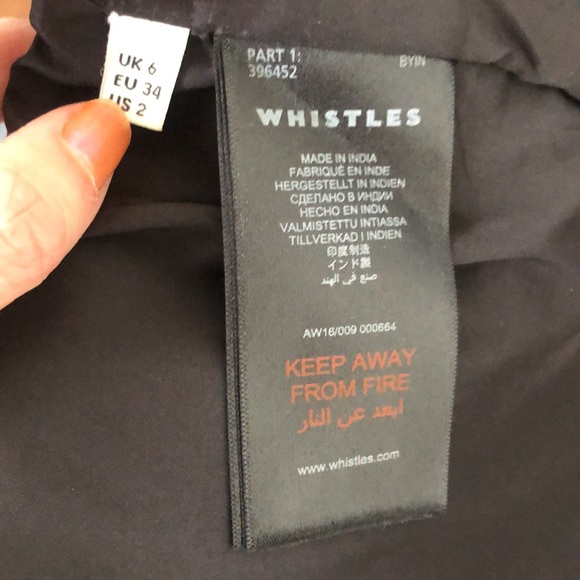 UK 6
EU 34
US 2
PART 1:
396452
BYIN
WHISTLES
MADE IN INDIA
FABRIQUÉ EN INDE
HERGESTELLT IN INDIEN
СДЕЛАНО В ИНДИИ
HECHO EN INDIA
VALMISTETTU INTIASSA
TILLVERKAD I INDIEN
印度制造
インド製
صنع في الهند
AW16/009 000664
KEEP AWAY
FROM FIRE
ابعد عن النار
www.whistles.com